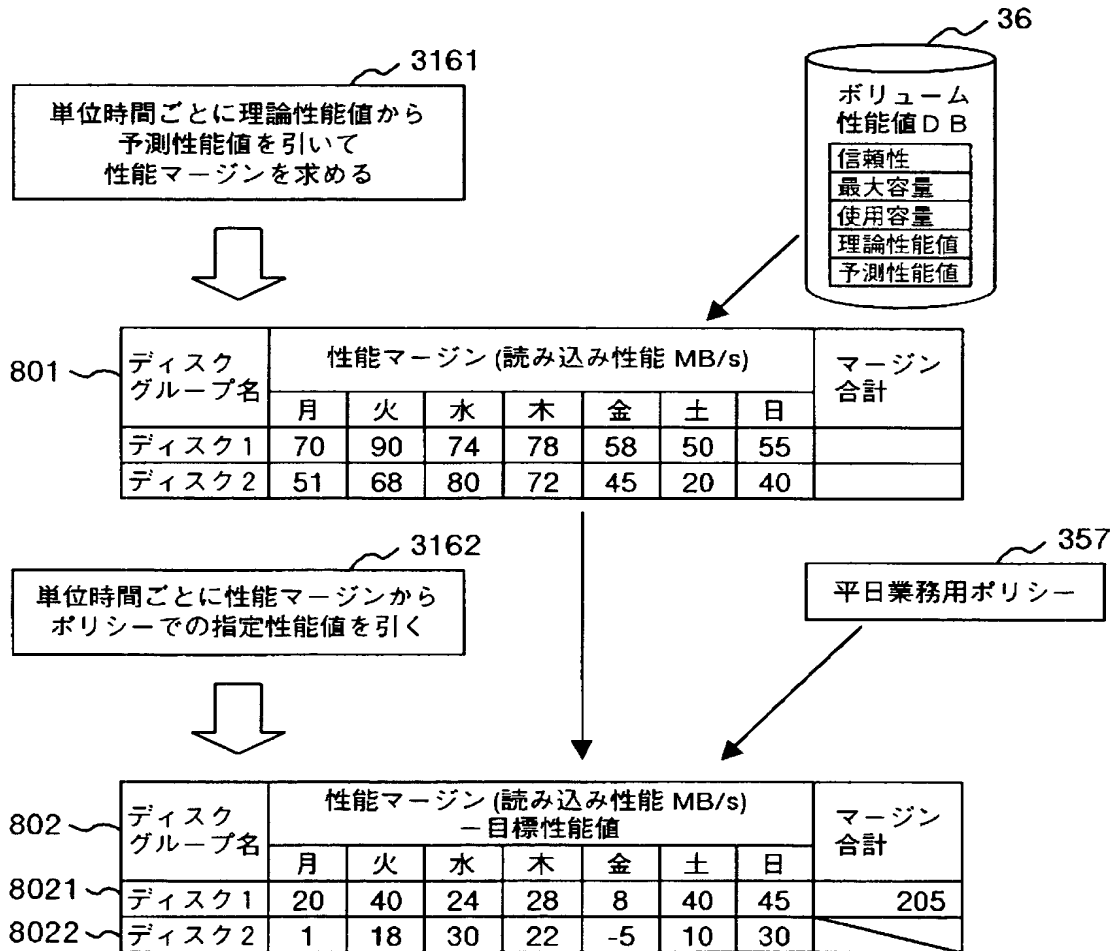 36
3161
単位時間ごとに理論性能値から
予測性能値を引いて
性能マージンを求める
ボリューム
性能値DB
信頼性
最大容量
使用容量
理論性能値
予測性能値
801
ディスク
グループ名
性能マージン (読み込み性能 MB/s)
マージン
合計
月 火 水 木 金 土 日
ディスク1 70 90 74 78 58 50 55
ディスク2 51 68 80 72 45 20 40
3162
単位時間ごとに性能マージンから
ポリシーでの指定性能値を引く
357
平日業務用ポリシー
802
ディスク
グループ名
性能マージン (読み込み性能 MB/s)
－目標性能値
マージン
合計
月 火 水 木 金 土 日
8021 ディスク1 20 40 24 28 8 40 45 205
8022 ディスク2 1 18 30 22 -5 10 30